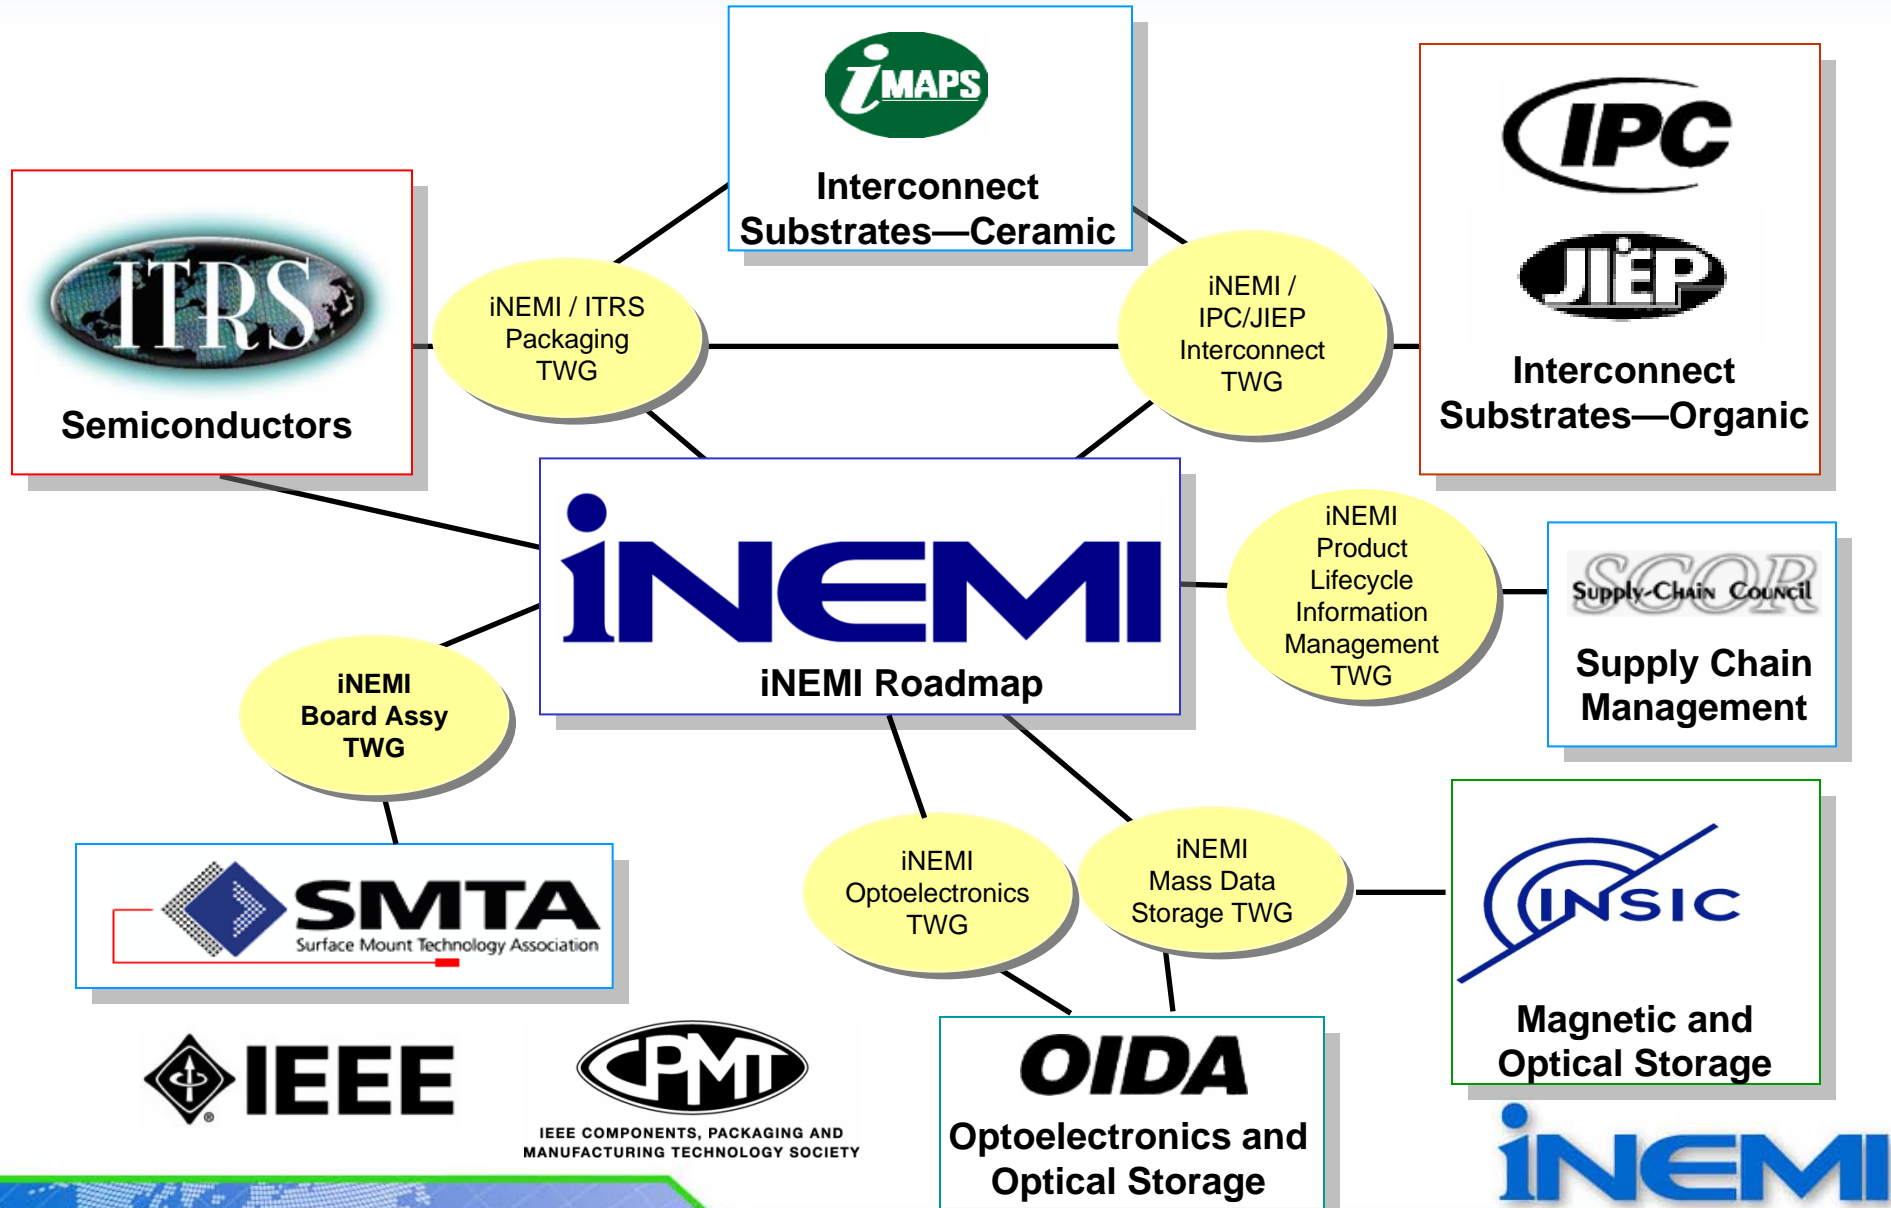 iMAPS
Interconnect
Substrates—Ceramic
IPC
JIEP
Interconnect
Substrates—Organic
ITRS
Semiconductors
iNEMI / ITRS
Packaging
TWG
iNEMI /
IPC/JIEP
Interconnect
TWG
iNEMI
iNEMI Roadmap
iNEMI
Product
Lifecycle
Information
Management
TWG
SCOR
Supply-Chain Council
Supply Chain
Management
iNEMI
Board Assy
TWG
SMTA
Surface Mount Technology Association
iNEMI
Optoelectronics
TWG
iNEMI
Mass Data
Storage TWG
INSIC
Magnetic and
Optical Storage
IEEE
CPMT
IEEE COMPONENTS, PACKAGING AND
MANUFACTURING TECHNOLOGY SOCIETY
OIDA
Optoelectronics and
Optical Storage
iNEMI